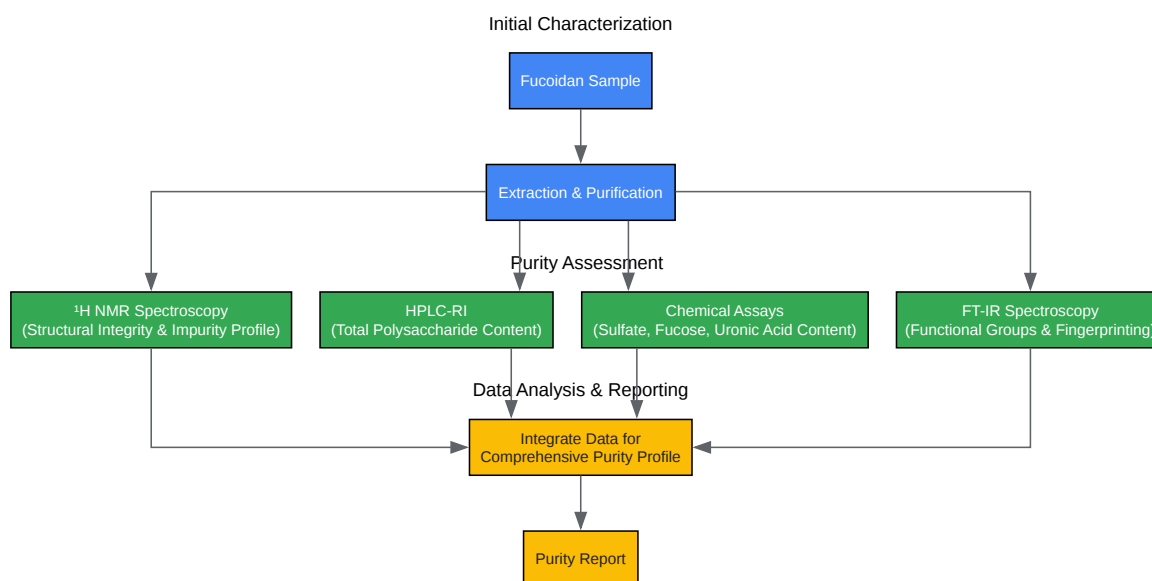 Initial Characterization
Fucoidan Sample
Extraction & Purification
Purity Assessment
¹H NMR Spectroscopy
(Structural Integrity & Impurity Profile)
HPLC-RI
(Total Polysaccharide Content)
Chemical Assays
(Sulfate, Fucose, Uronic Acid Content)
FT-IR Spectroscopy
(Functional Groups & Fingerprinting)
Data Analysis & Reporting
Integrate Data for
Comprehensive Purity Profile
Purity Report